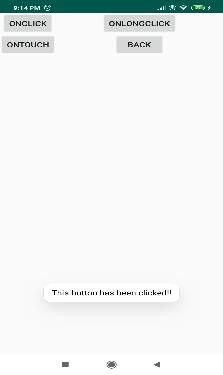 9:14 PM
ONCLICK ONLONGCLICK
ONTOUCH BACK
This button has been clicked!!